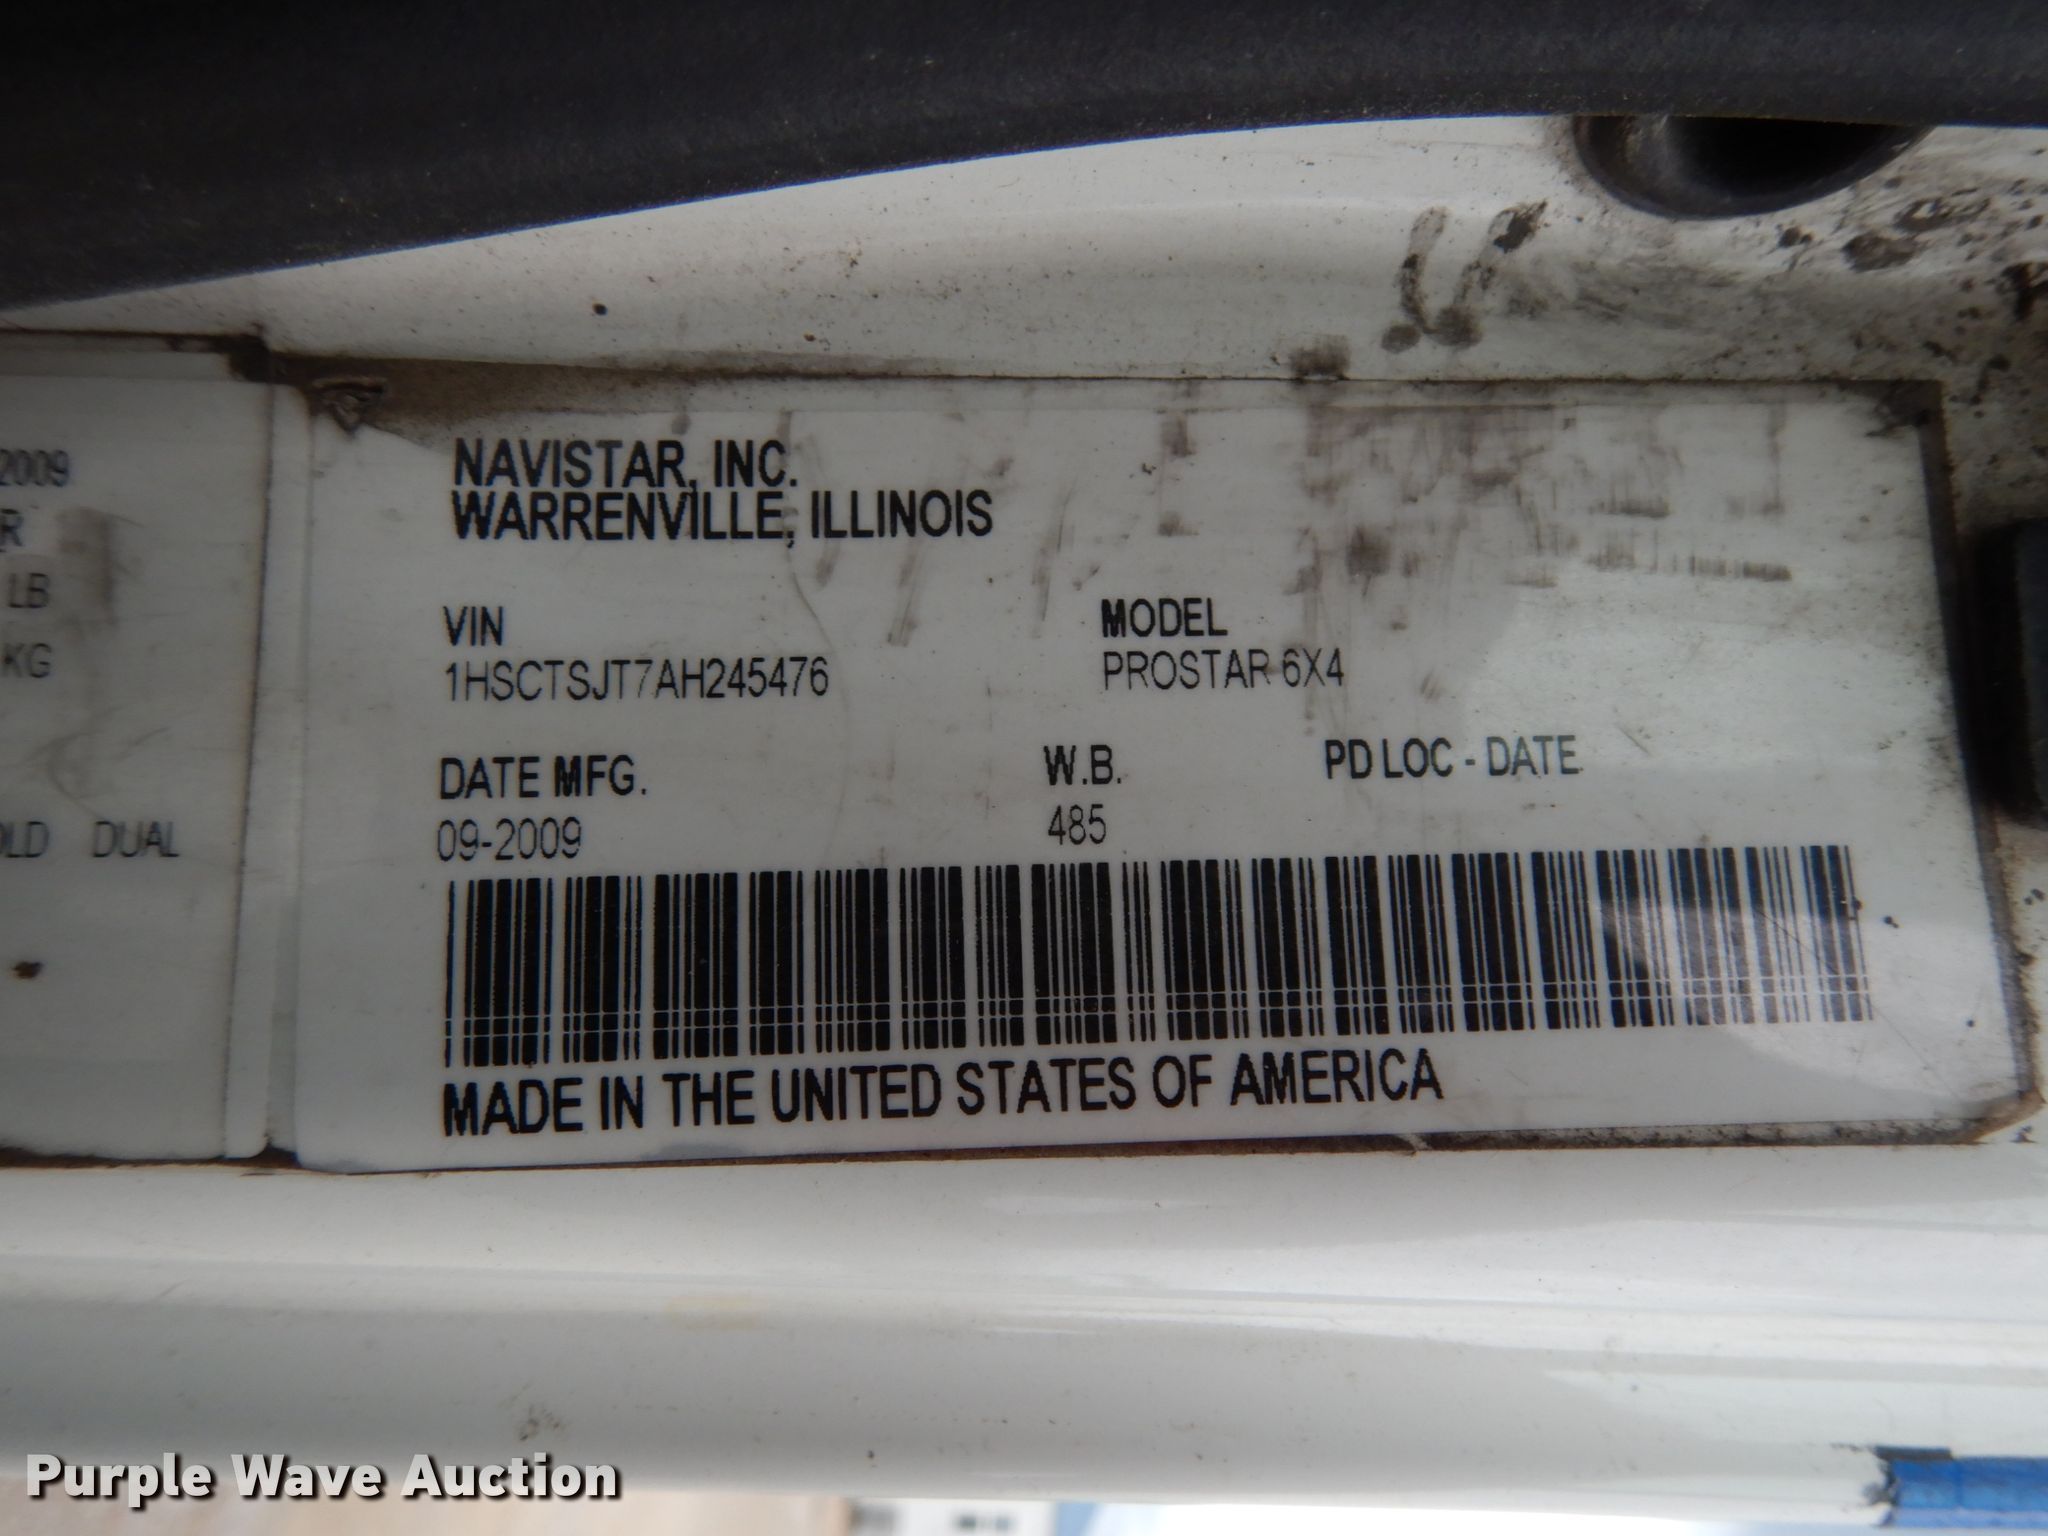 2009
R
LB
KG
OLD DUAL
NAVISTAR, INC.
WARRENVILLE, ILLINOIS
VIN
1HSCTSJT7AH245476
MODEL
PROSTAR 6X4
DATE MFG.
09-2009
W.B.
485
PD LOC - DATE
MADE IN THE UNITED STATES OF AMERICA
Purple Wave Auction